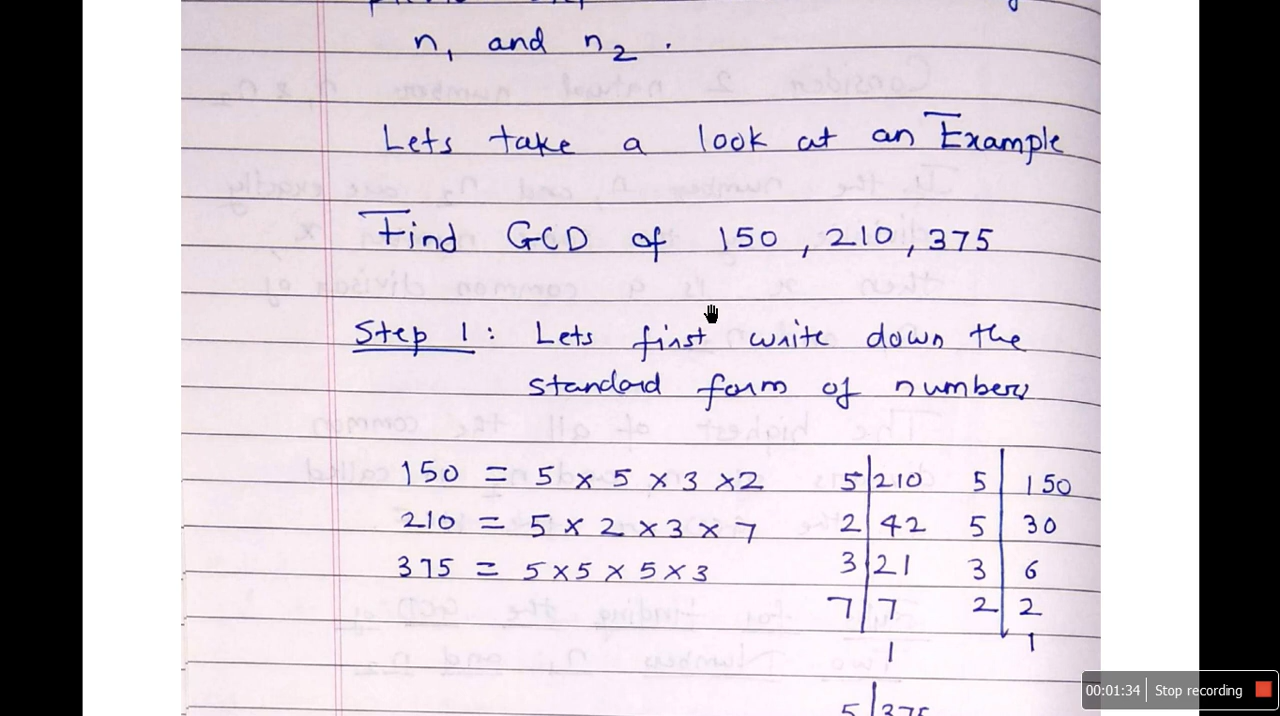 n₁ and n₂ .
Lets take a look at an Example
Find GCD of 150 , 210 , 375
Step 1 : Lets first write down the
standard form of numbers
150 = 5 × 5 × 3 × 2
210 = 5 × 2 × 3 × 7
375 = 5 × 5 × 5 × 3
5 | 210
2 | 42
3 | 21
7 | 7
1
5 | 150
5 | 30
3 | 6
2 | 2
1
5 | 375
00:01:34 Stop recording